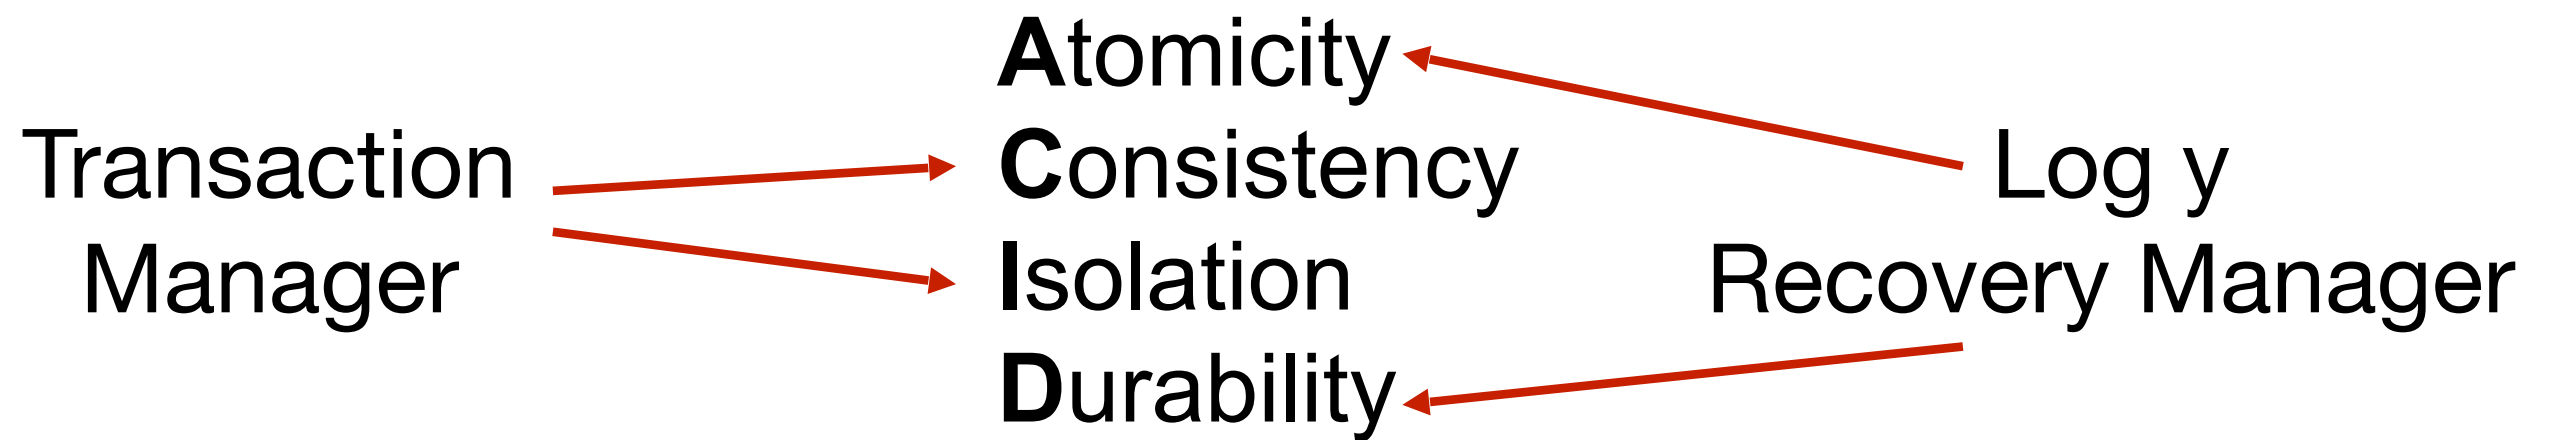 Transaction
Manager
Atomicity
Consistency
Isolation
Durability
Log y
Recovery Manager